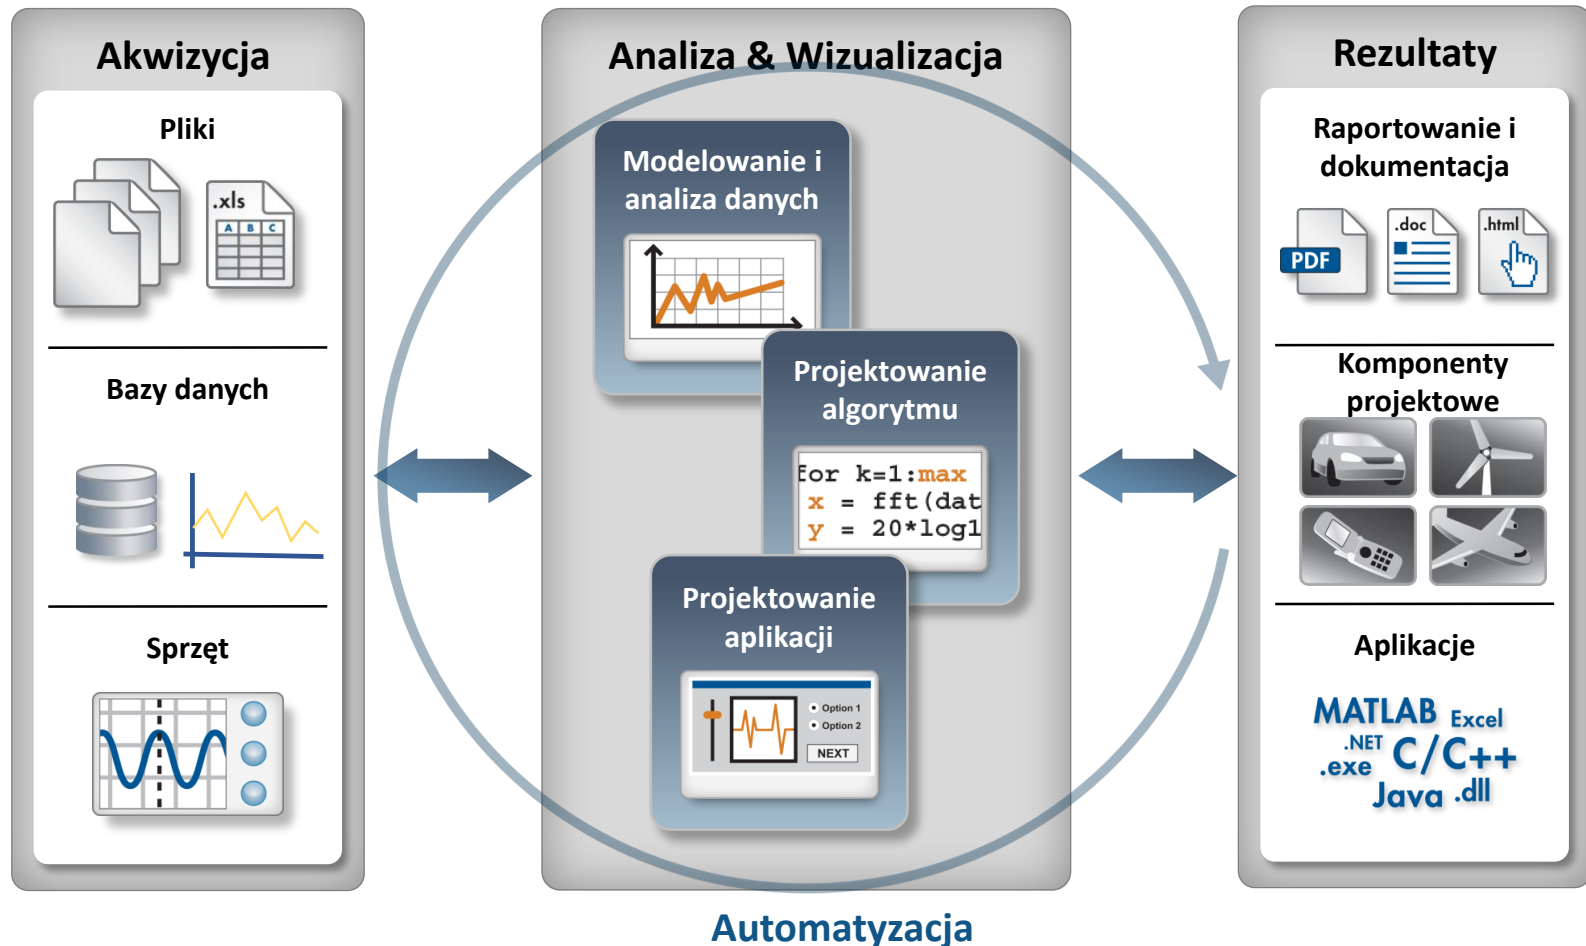 Akwizycja
Pliki
.xls
A B C
Bazy danych
Sprzęt
Analiza & Wizualizacja
Modelowanie i
analiza danych
Projektowanie
algorytmu
for k=1:max
x = fft(dat
y = 20*log1
Projektowanie
aplikacji
Option 1
Option 2
NEXT
Rezultaty
Raportowanie i
dokumentacja
PDF
.doc
.html
Komponenty
projektowe
Aplikacje
MATLAB Excel
.NET C/C++
.exe
Java .dll
Automatyzacja